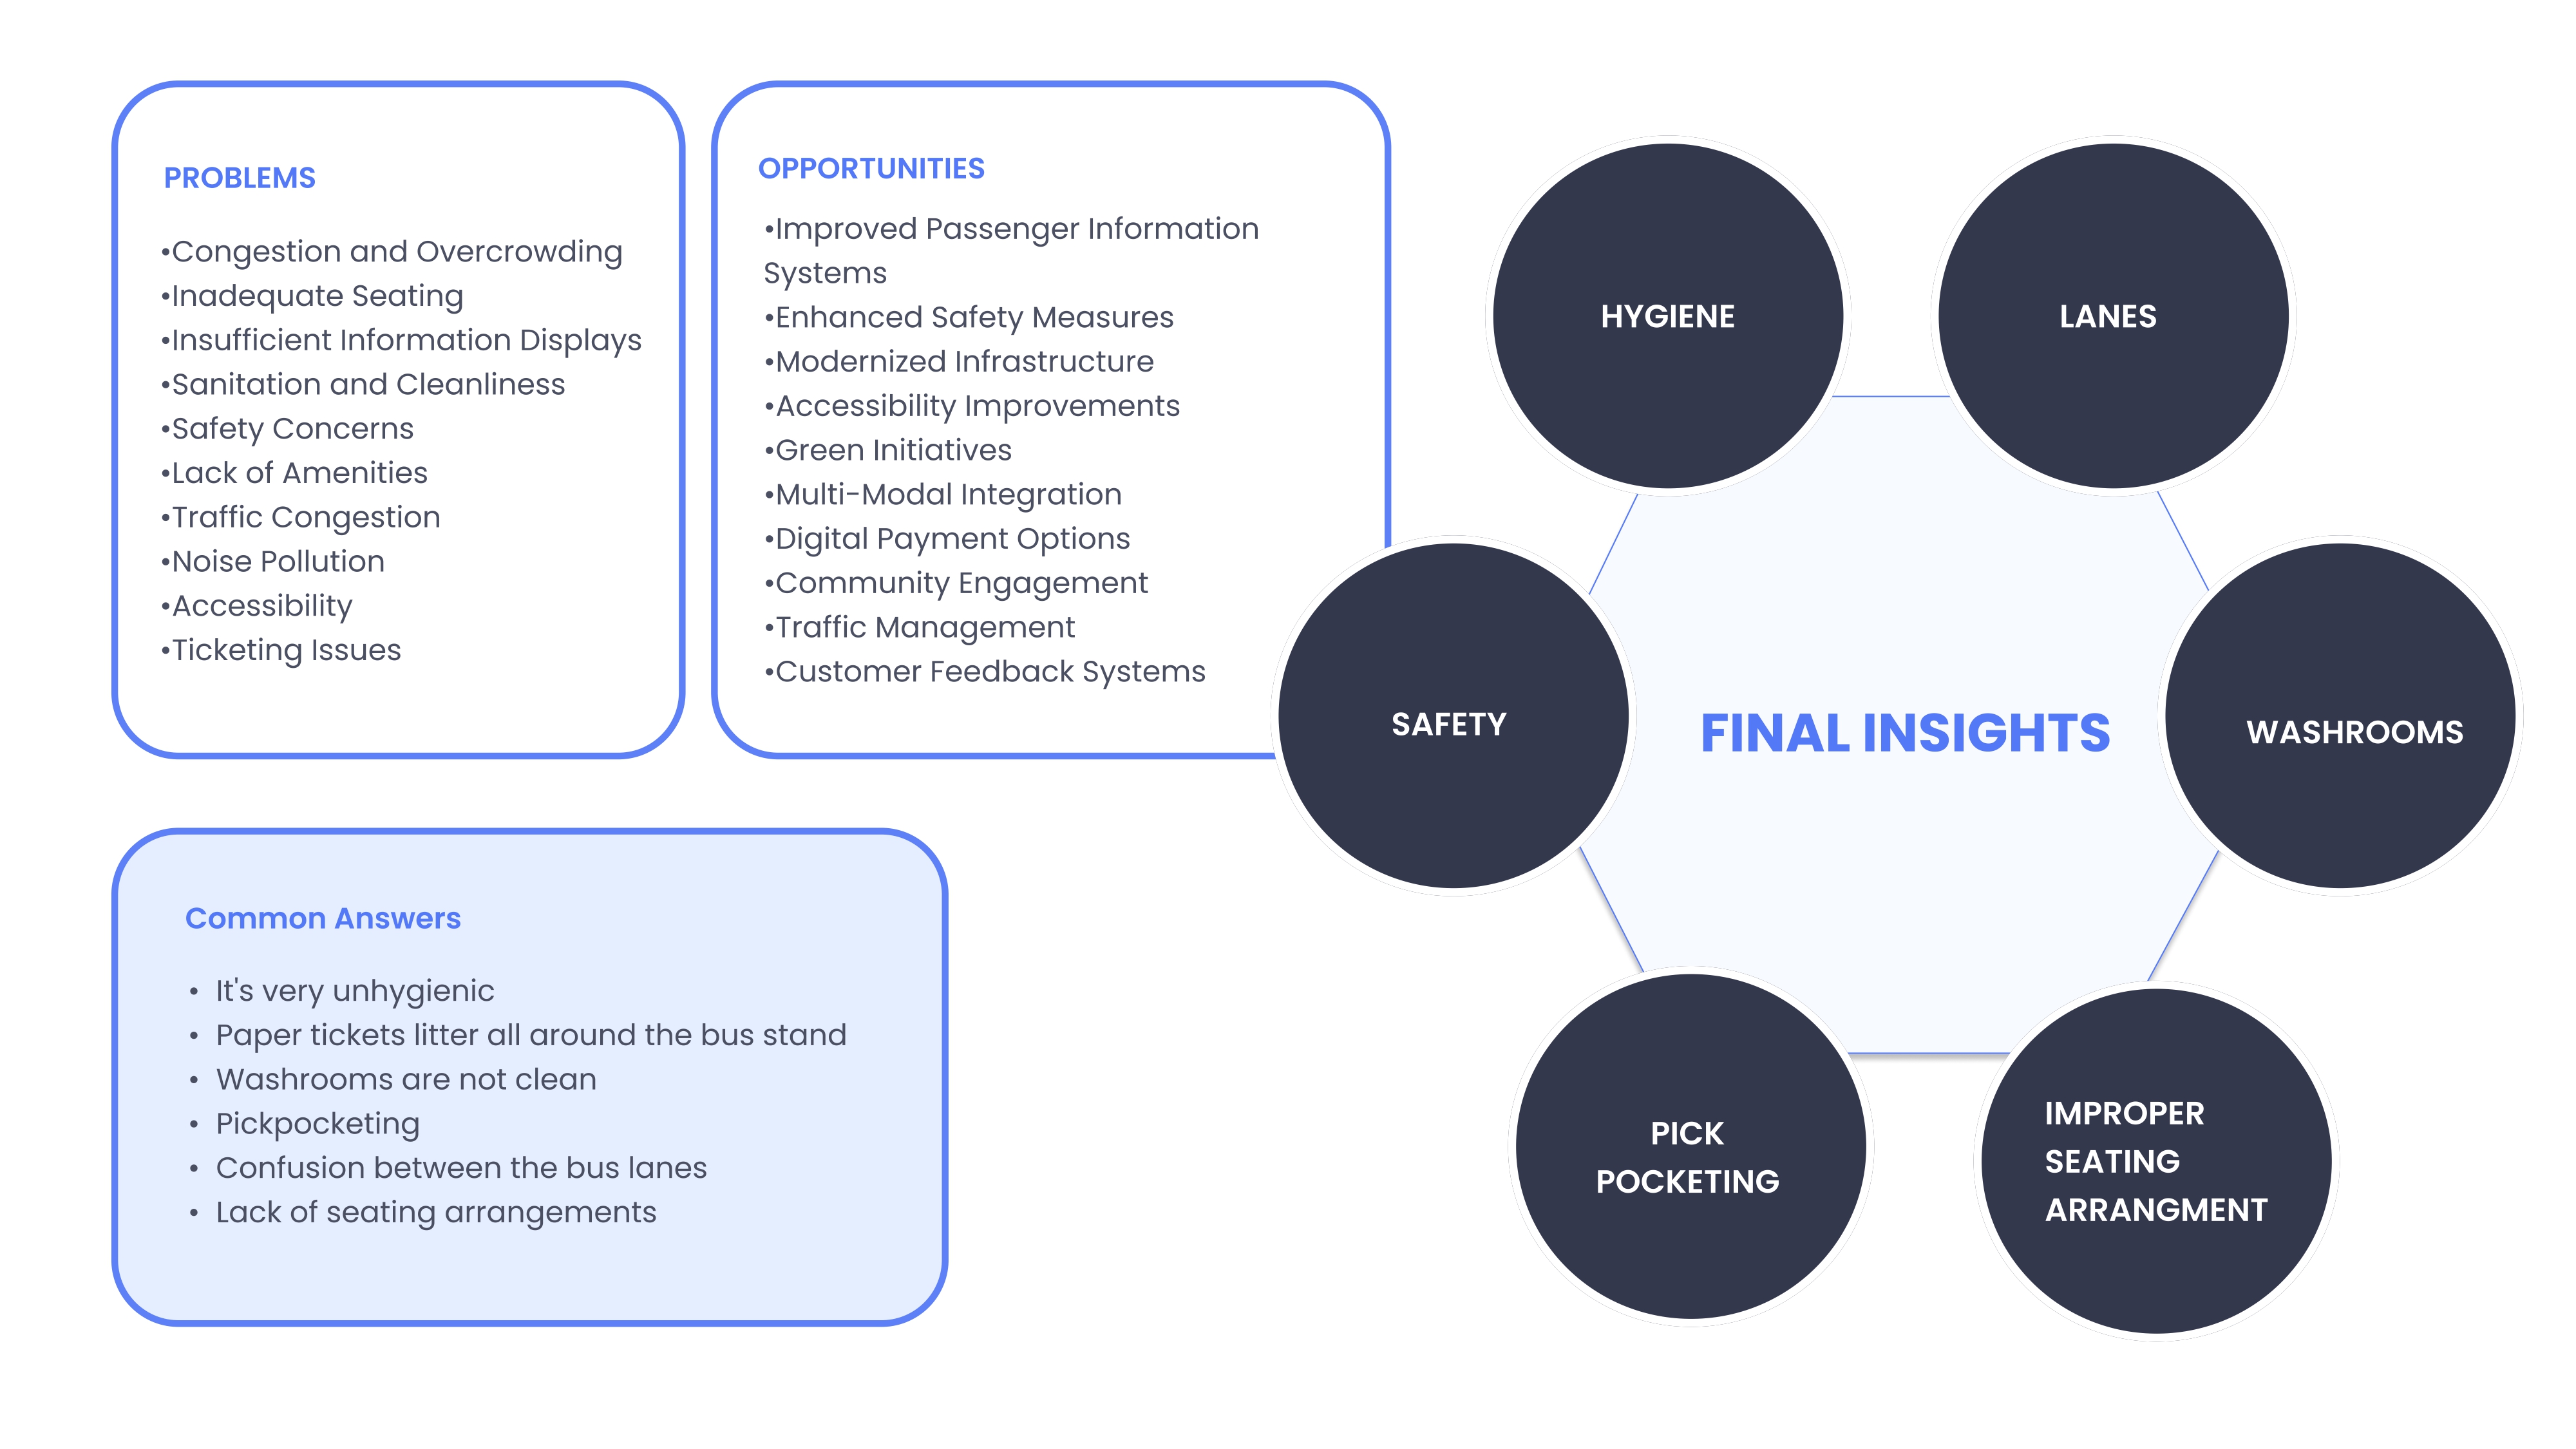 PROBLEMS
•Congestion and Overcrowding
•Inadequate Seating
•Insufficient Information Displays
•Sanitation and Cleanliness
•Safety Concerns
•Lack of Amenities
•Traffic Congestion
•Noise Pollution
•Accessibility
•Ticketing Issues
OPPORTUNITIES
•Improved Passenger Information
Systems
•Enhanced Safety Measures
•Modernized Infrastructure
•Accessibility Improvements
•Green Initiatives
•Multi-Modal Integration
•Digital Payment Options
•Community Engagement
•Traffic Management
•Customer Feedback Systems
Common Answers
• It's very unhygienic
• Paper tickets litter all around the bus stand
• Washrooms are not clean
• Pickpocketing
• Confusion between the bus lanes
• Lack of seating arrangements
HYGIENE
LANES
SAFETY
FINAL INSIGHTS
WASHROOMS
PICK
POCKETING
IMPROPER
SEATING
ARRANGMENT